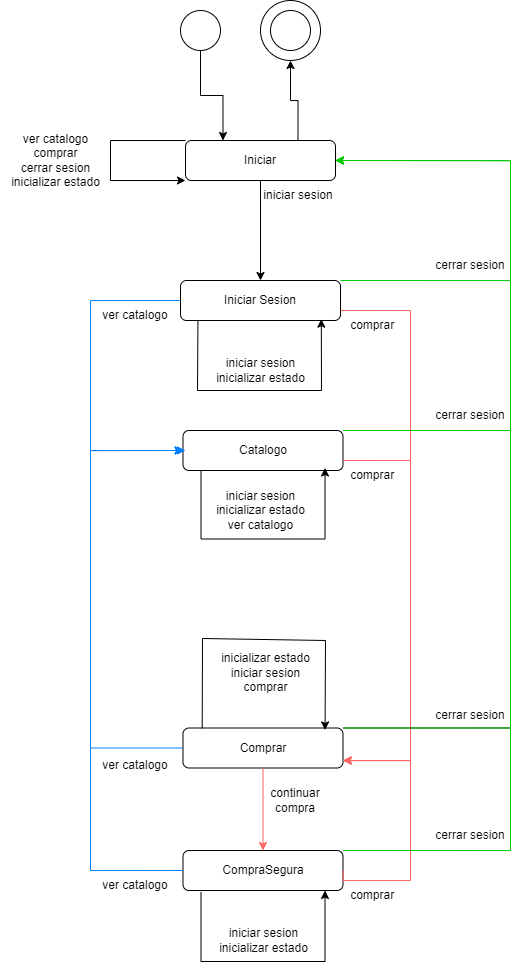 ver catalogo
comprar
cerrar sesion
inicializar estado
Iniciar
iniciar sesion
cerrar sesion
Iniciar Sesion
ver catalogo
comprar
iniciar sesion
inicializar estado
cerrar sesion
Catalogo
comprar
iniciar sesion
inicializar estado
ver catalogo
inicializar estado
iniciar sesion
comprar
cerrar sesion
Comprar
ver catalogo
continuar
compra
cerrar sesion
CompraSegura
ver catalogo
comprar
iniciar sesion
inicializar estado